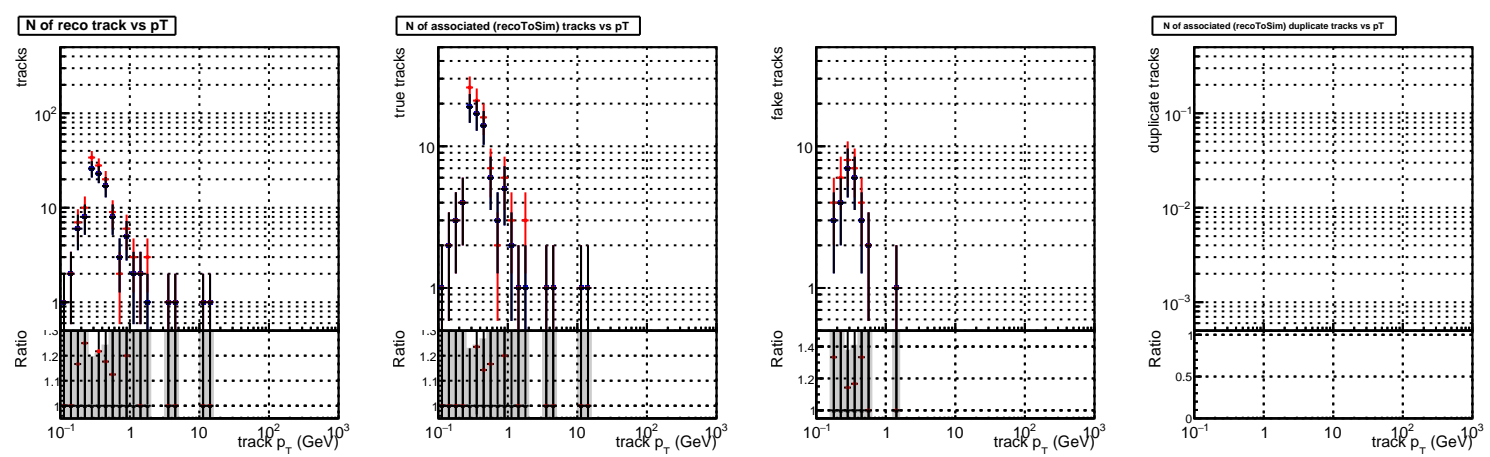 N of reco track vs pT
tracks
10²
10
1
Ratio
1.3
1.2
1.1
1
10⁻¹ 1 10 10² 10³
track p_T (GeV)
N of associated (recoToSim) tracks vs pT
true tracks
10
1
Ratio
1.3
1.2
1.1
1
10⁻¹ 1 10 10² 10³
track p_T (GeV)
fake tracks
10
1
Ratio
1.4
1.2
1
10⁻¹ 1 10 10² 10³
track p_T (GeV)
N of associated (recoToSim) duplicate tracks vs pT
duplicate tracks
10⁻¹
10⁻²
10⁻³
Ratio
1
0.5
0
10⁻¹ 1 10 10² 10³
track p_T (GeV)